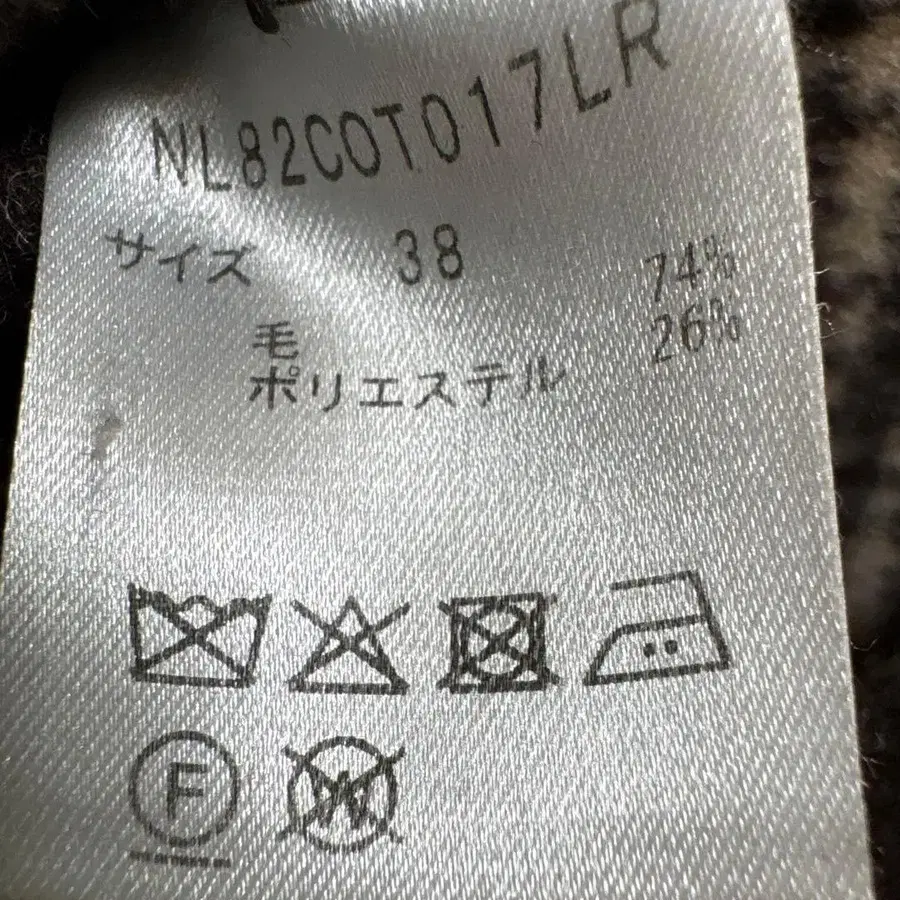 NL82COT017LR
サイズ 38
毛 74%
ポリエステル 26%
F
W